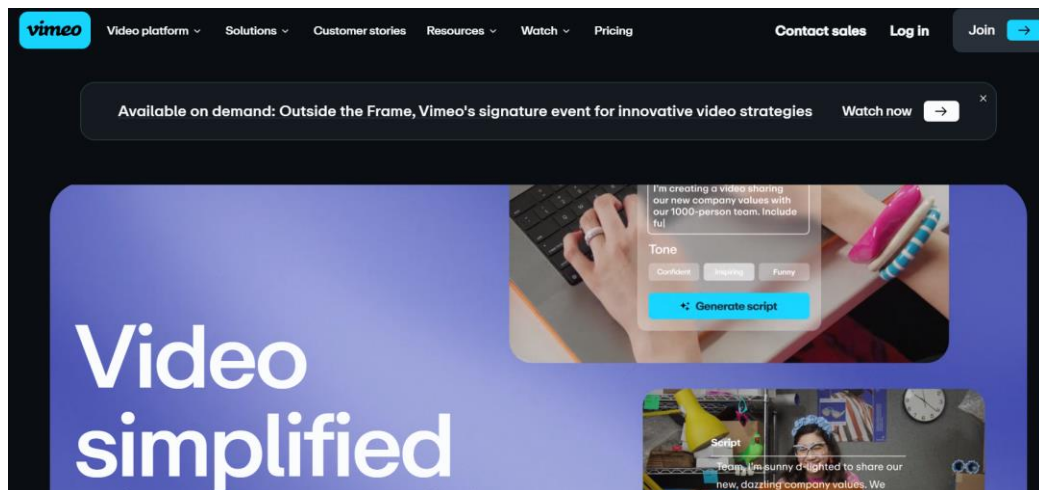 vimeo
Video platform
Solutions
Customer stories
Resources
Watch
Pricing
Contact sales
Log in
Join
Available on demand: Outside the Frame, Vimeo's signature event for innovative video strategies
Watch now
I'm creating a video sharing
our new company values with
our 1000-person team. Include
fu
Tone
Confident
Inspiring
Funny
Generate script
Video
simplified
Script
Team, I'm sunny d-lighted to share our
new, dazzling company values. We